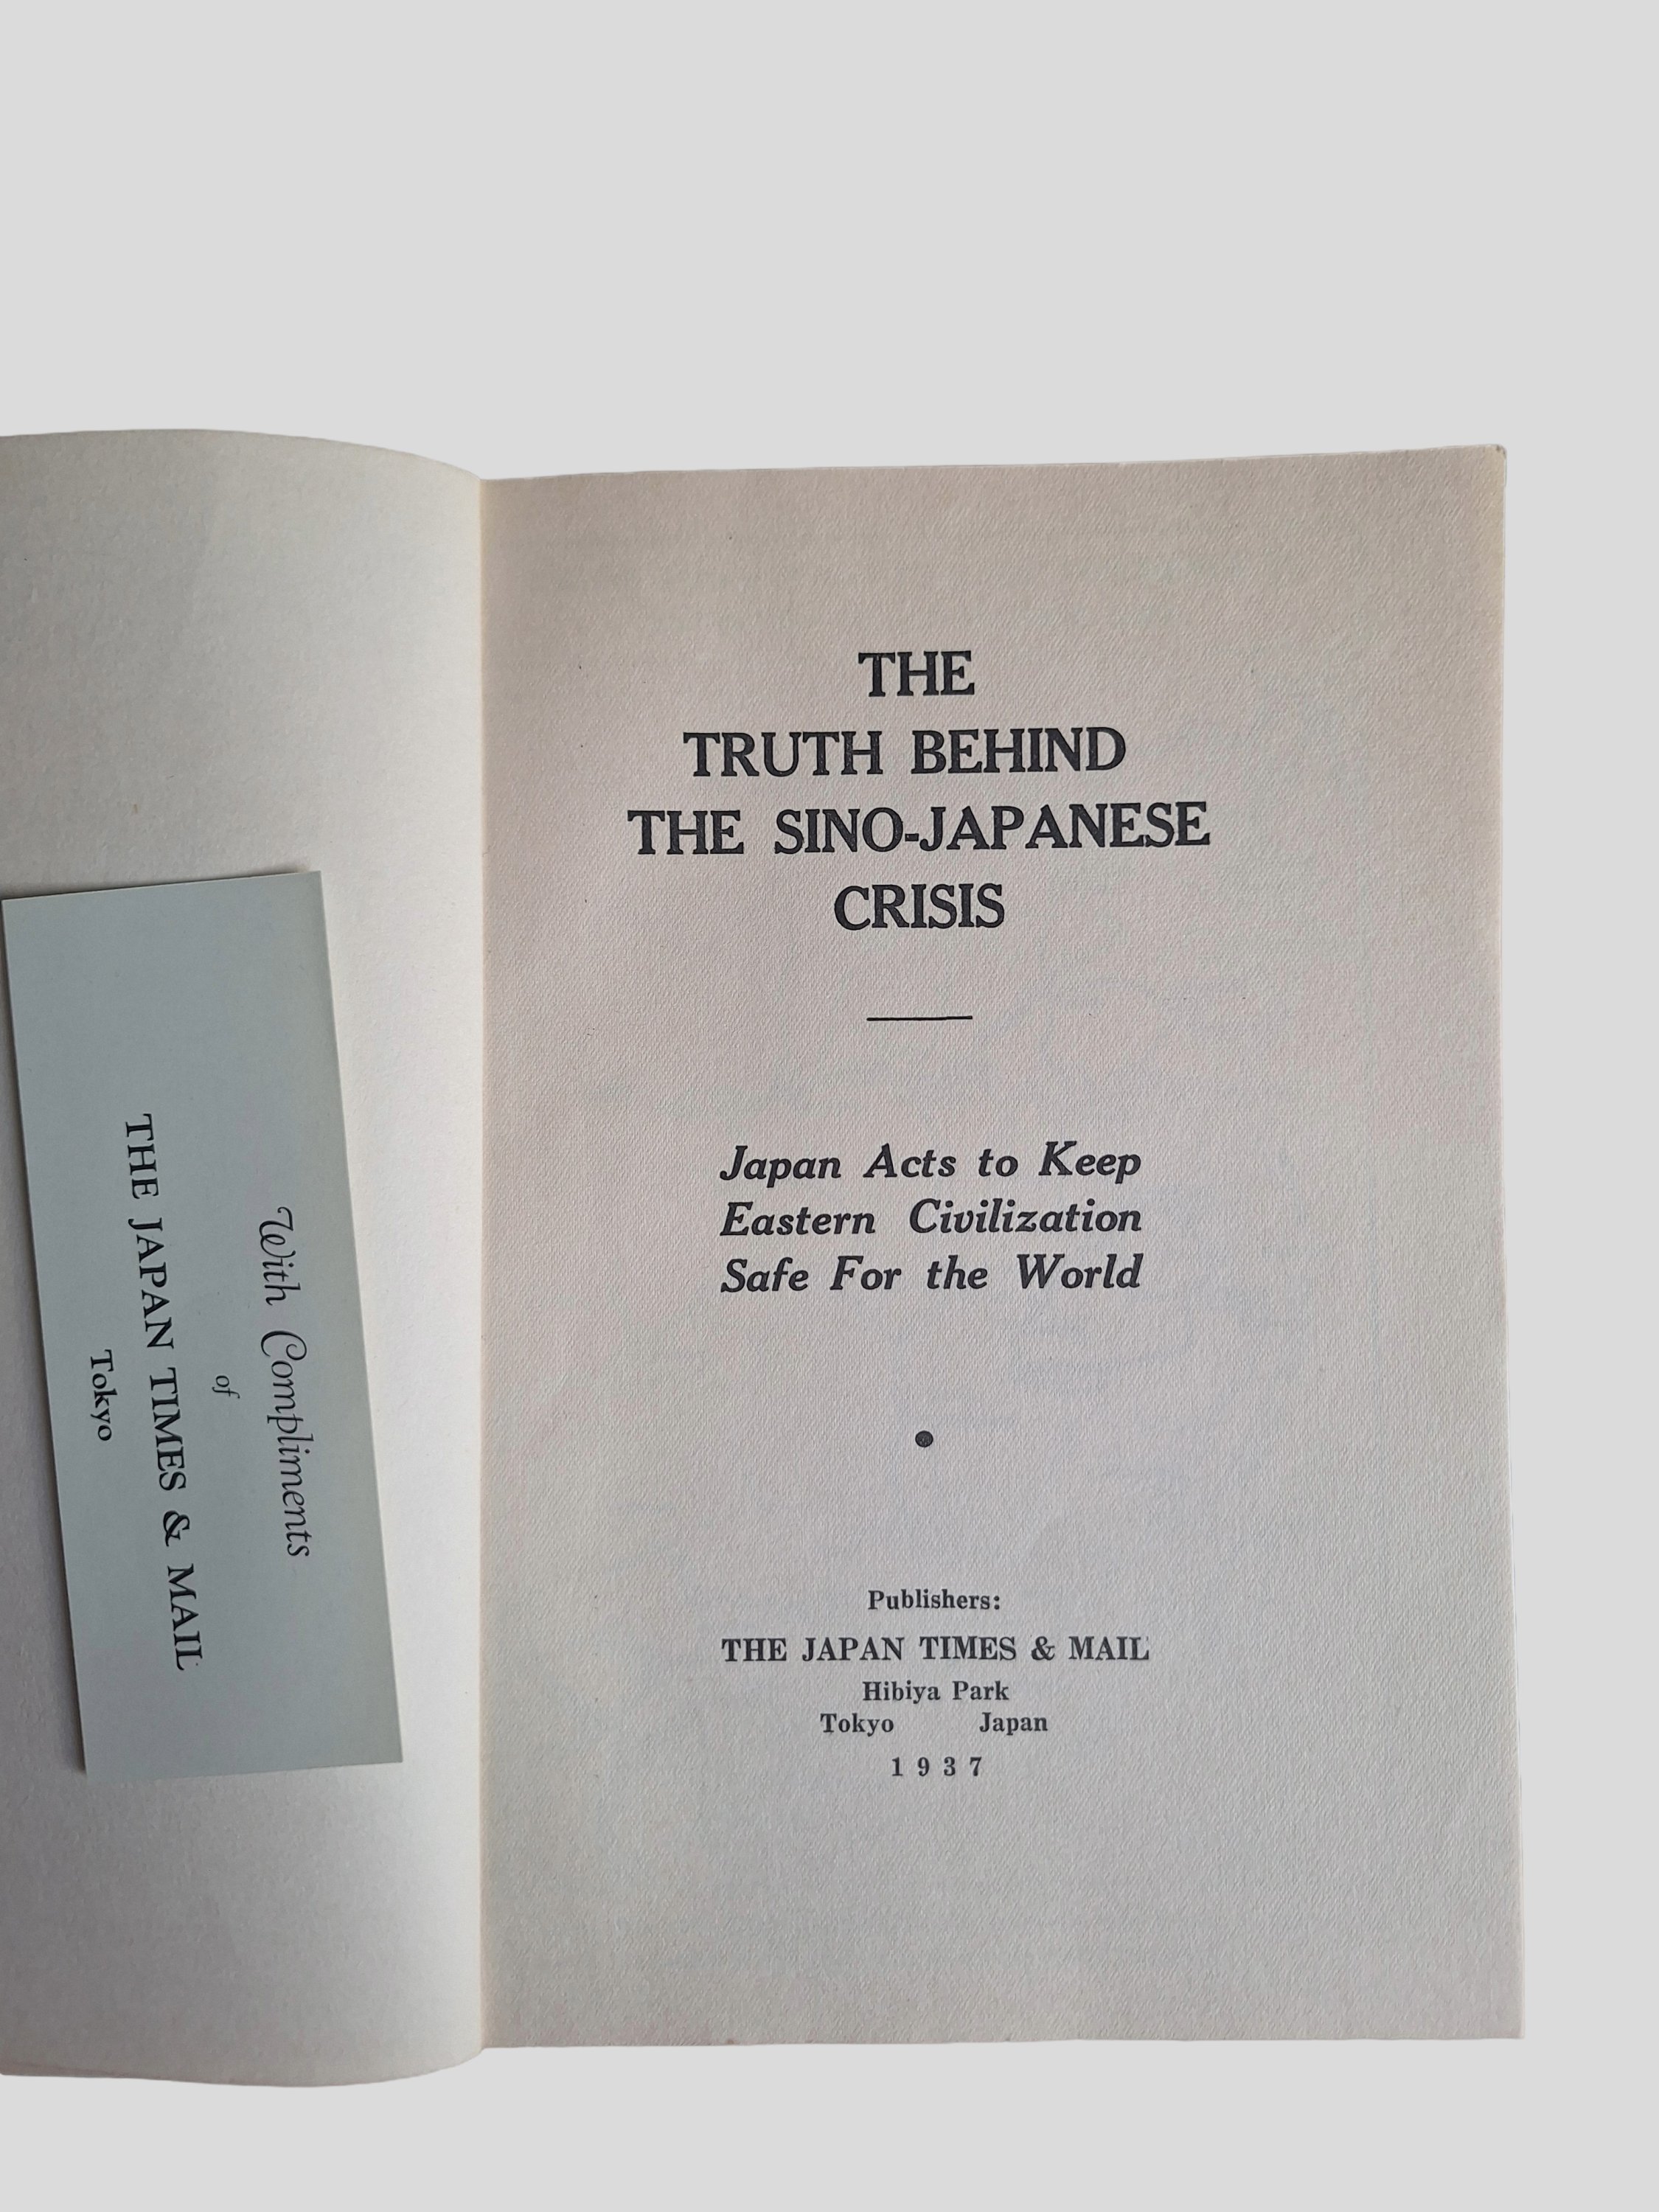 With Compliments
of
THE JAPAN TIMES & MAIL
Tokyo
THE
TRUTH BEHIND
THE SINO-JAPANESE
CRISIS
Japan Acts to Keep
Eastern Civilization
Safe For the World
Publishers:
THE JAPAN TIMES & MAIL
Hibiya Park
Tokyo Japan
1937